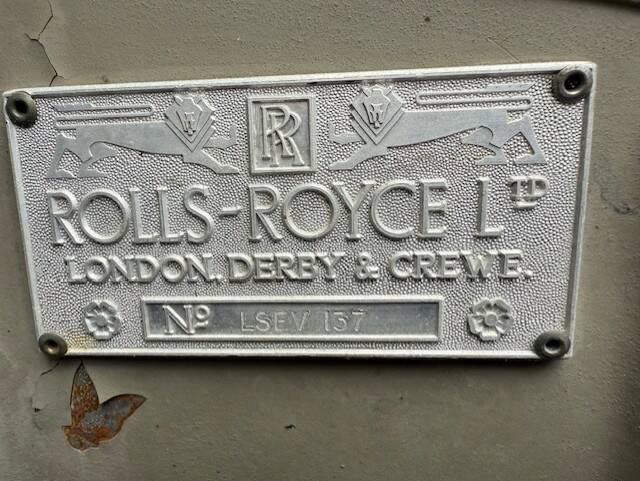 RR
ROLLS-ROYCE LTD
LONDON. DERBY & CREWE.
No LSEV 137